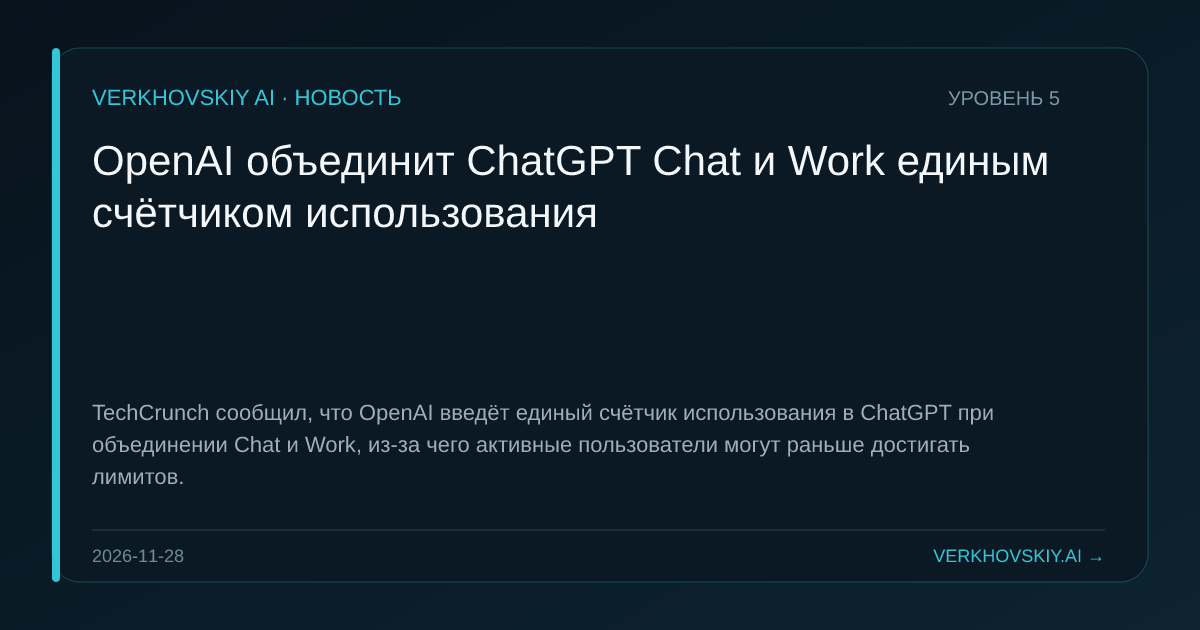 VERKHOVSKIY AI · НОВОСТЬ
УРОВЕНЬ 5
OpenAI объединит ChatGPT Chat и Work единым
счётчиком использования
TechCrunch сообщил, что OpenAI введёт единый счётчик использования в ChatGPT при
объединении Chat и Work, из-за чего активные пользователи могут раньше достигать
лимитов.
2026-11-28
VERKHOVSKIY.AI →